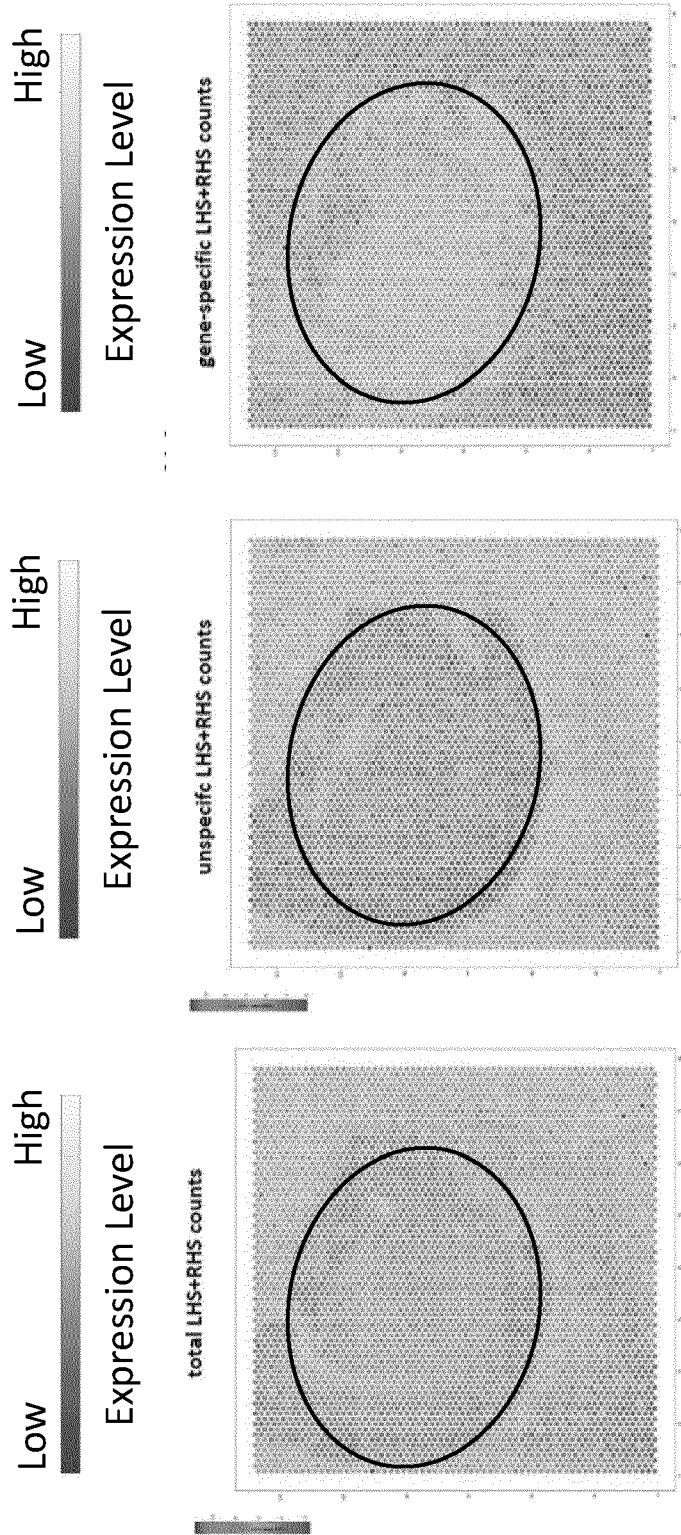 Low
High
Expression Level
total LHS+RHS counts
Low
High
Expression Level
unspecifc LHS+RHS counts
Low
High
Expression Level
gene-specific LHS+RHS counts